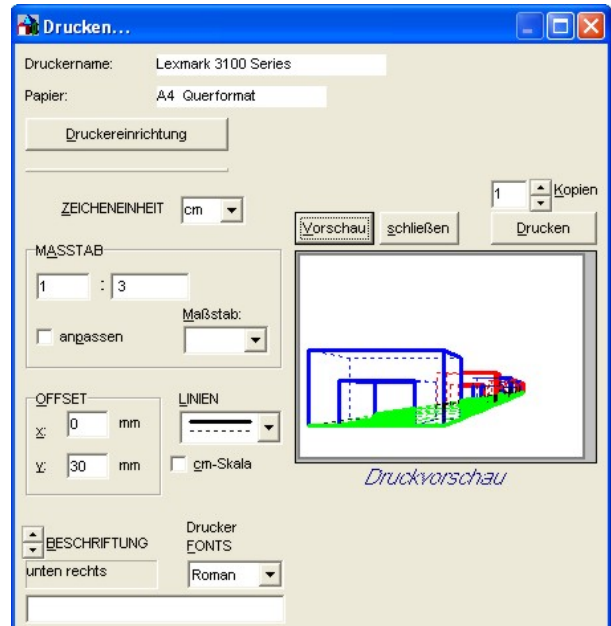 Drucken...
Druckername: Lexmark 3100 Series
Papier: A4 Querformat
Druckereinrichtung
1 Kopien
ZEICHENEINHEIT cm
Vorschau schließen Drucken
MASSTAB
1 : 3
Maßstab:
anpassen
OFFSET LINIEN
x: 0 mm
y: 30 mm cm-Skala
Druckvorschau
Drucker
BESCHRIFTUNG FONTS
unten rechts Roman